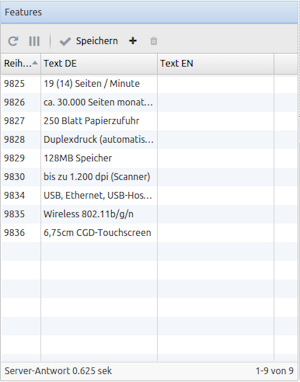 Features
Speichern
Reih... Text DE Text EN
9825 19 (14) Seiten / Minute
9826 ca. 30.000 Seiten monat...
9827 250 Blatt Papierzufuhr
9828 Duplexdruck (automatis...
9829 128MB Speicher
9830 bis zu 1.200 dpi (Scanner)
9834 USB, Ethernet, USB-Hos...
9835 Wireless 802.11b/g/n
9836 6,75cm CGD-Touchscreen
Server-Antwort 0.625 sek 1-9 von 9